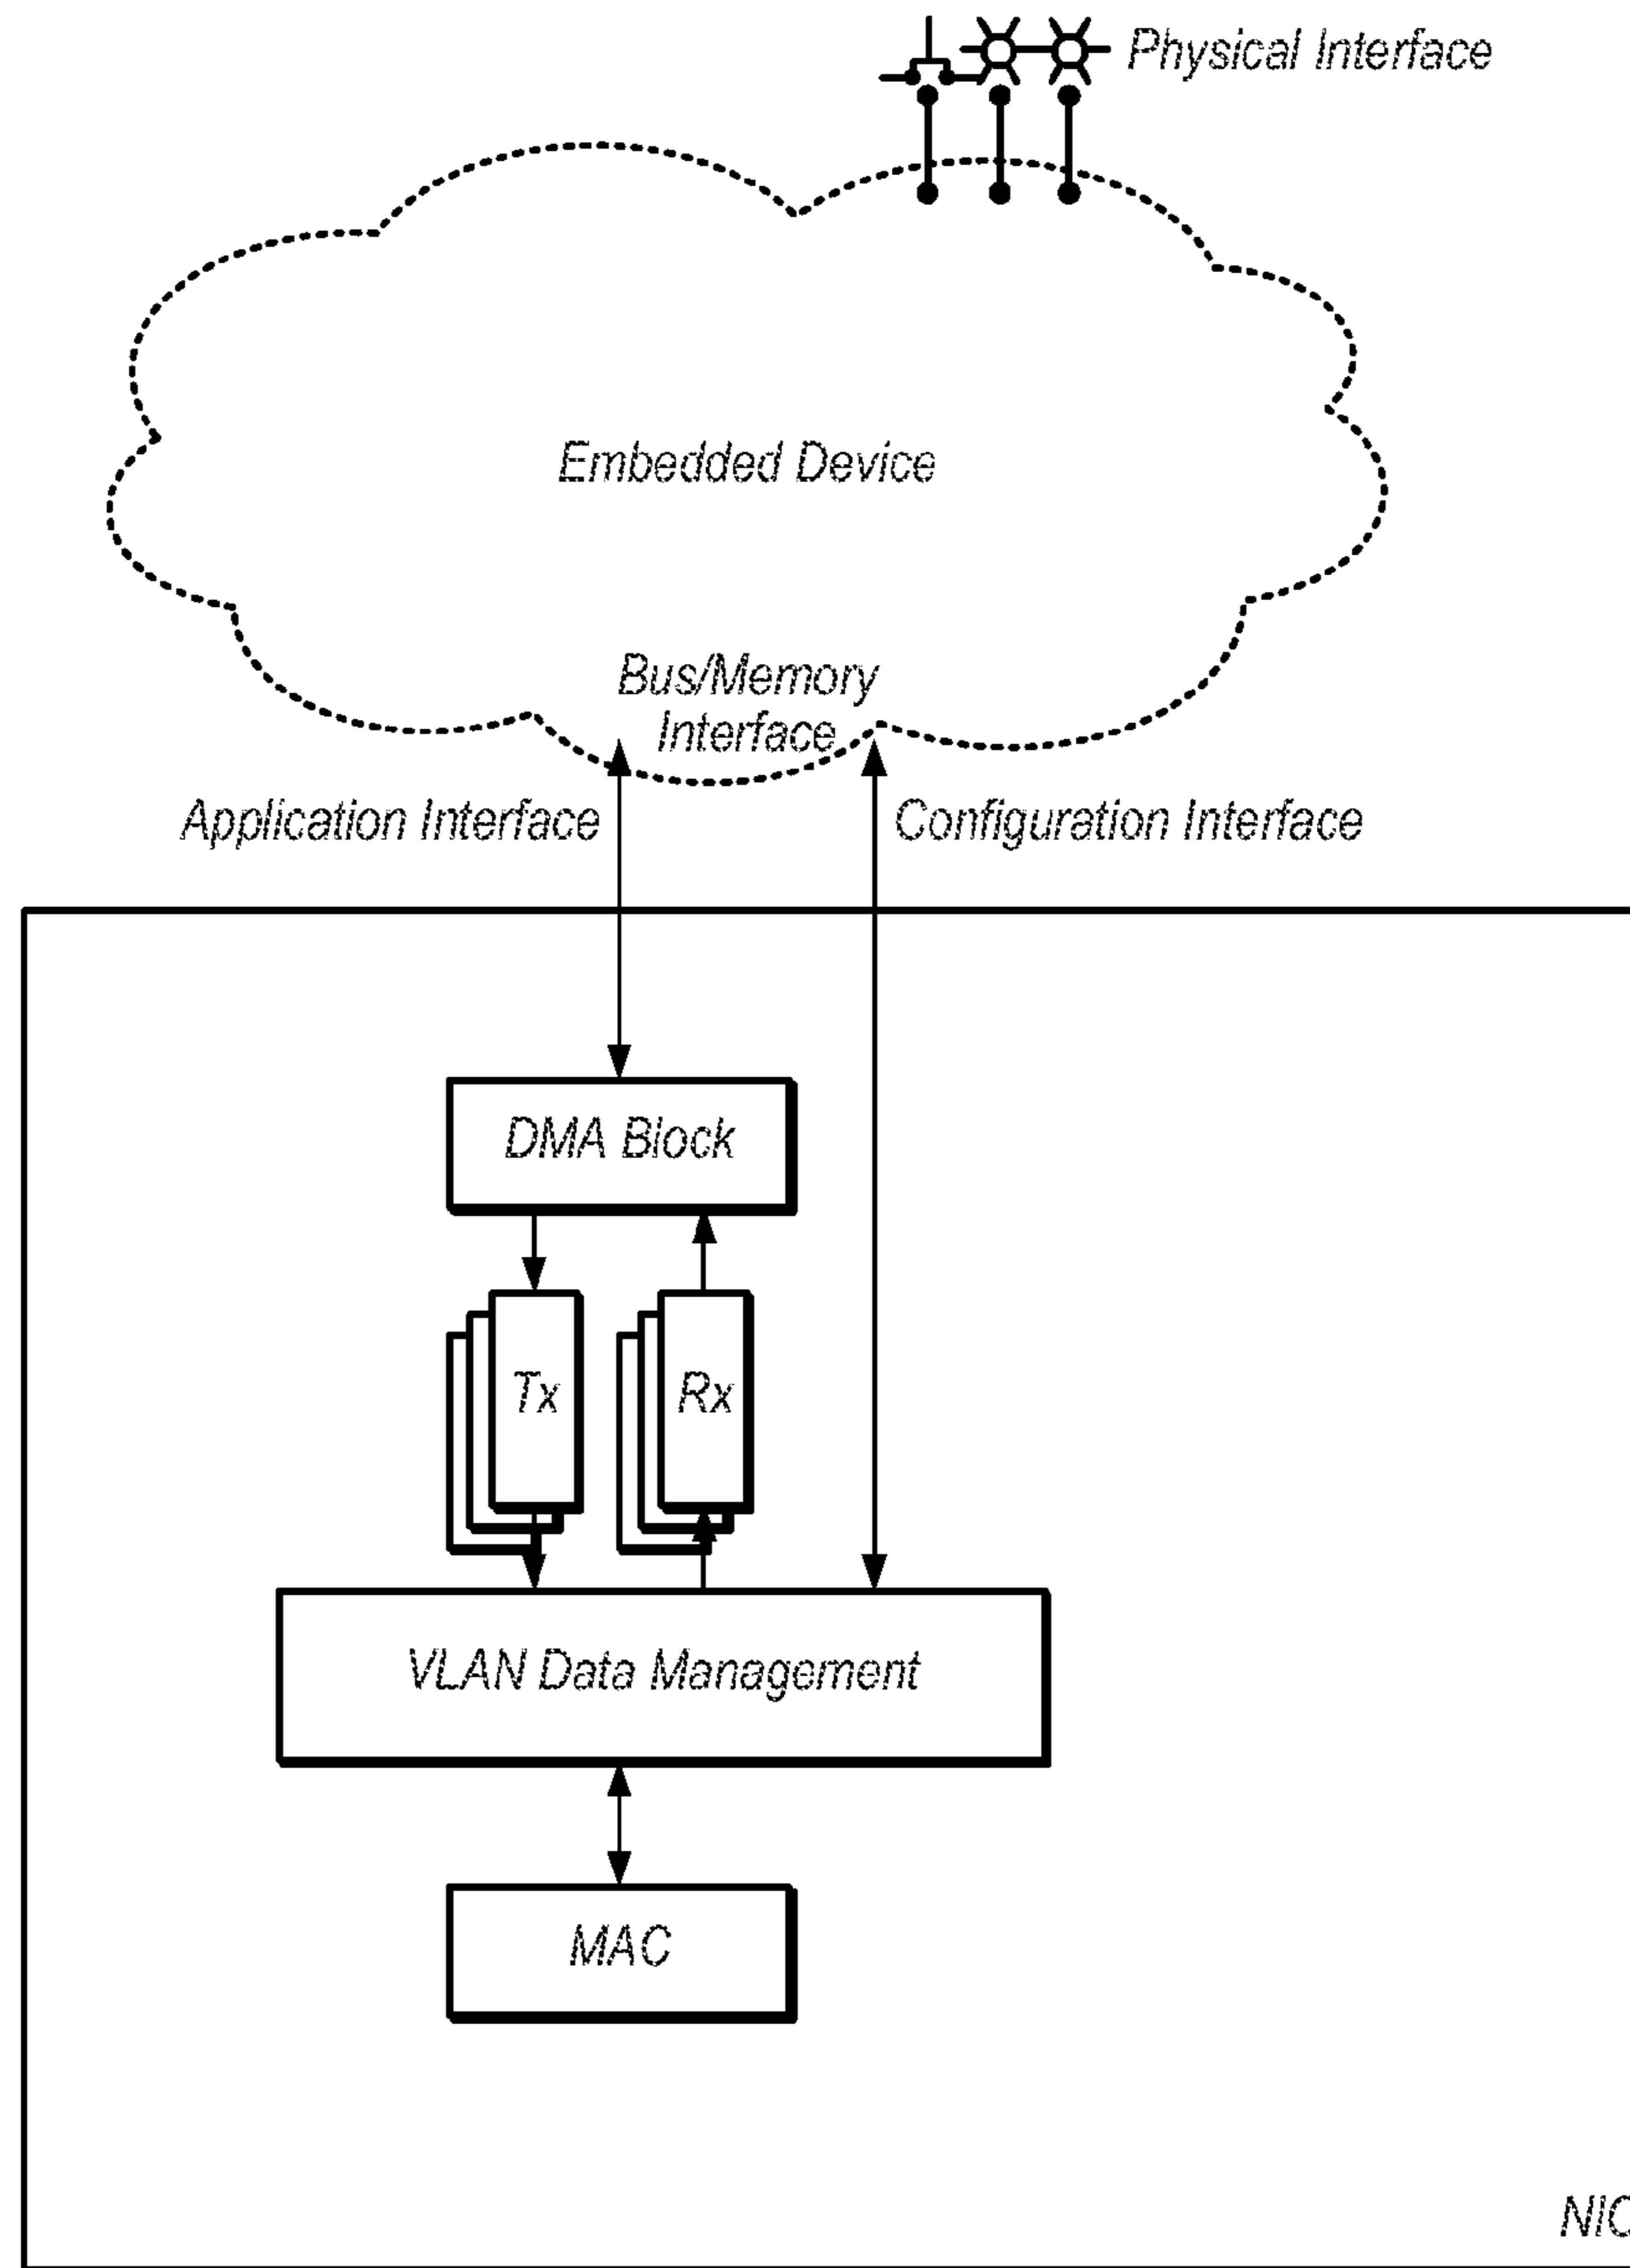 Physical Interface
Embedded Device
Bus/Memory
Interface
Application Interface
Configuration Interface
DMA Block
Tx
Rx
VLAN Data Management
MAC
NIC